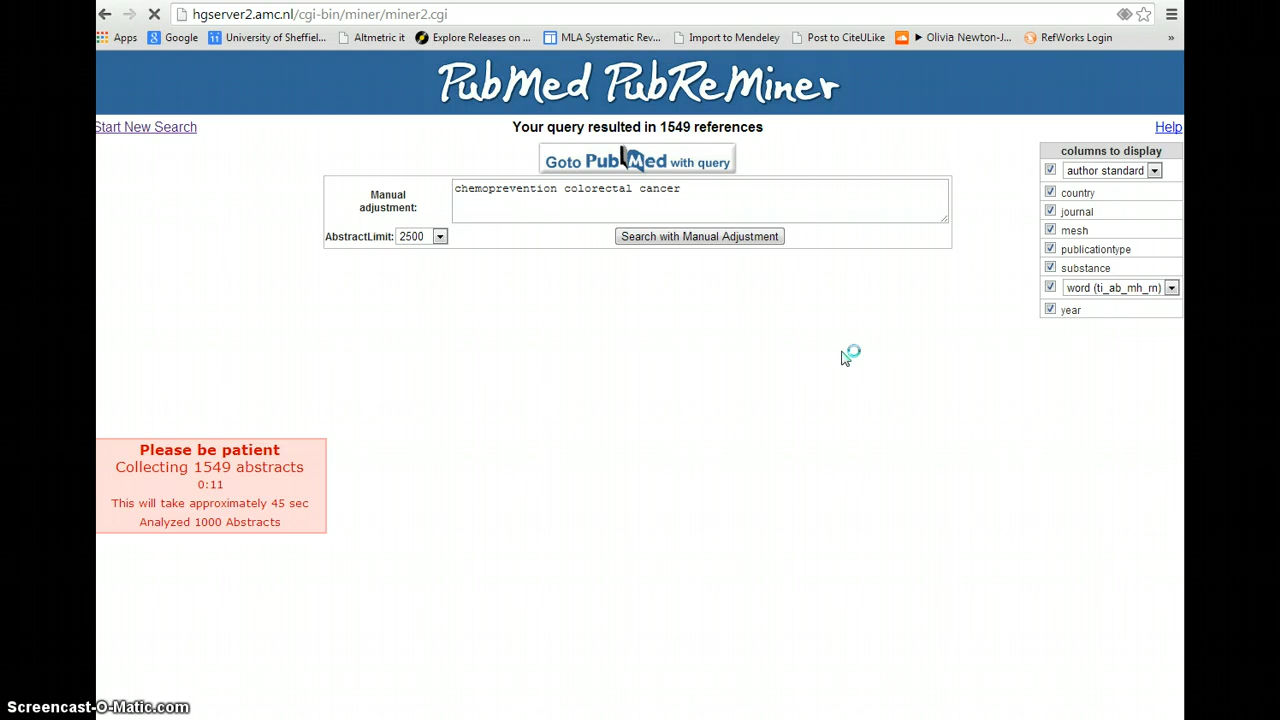 hgserver2.amc.nl/cgi-bin/miner/miner2.cgi
Apps Google University of Sheffiel... Altmetric it Explore Releases on ... MLA Systematic Rev... Import to Mendeley Post to CiteULike ► Olivia Newton-J... RefWorks Login »
PubMed PubReMiner
Start New Search
Your query resulted in 1549 references
Help
Goto PubMed with query
columns to display
author standard
country
journal
mesh
publicationtype
substance
word (ti_ab_mh_rn)
year
Manual
adjustment:
chemoprevention colorectal cancer
AbstractLimit: 2500
Search with Manual Adjustment
Please be patient
Collecting 1549 abstracts
0:11
This will take approximately 45 sec
Analyzed 1000 Abstracts
Screencast-O-Matic.com